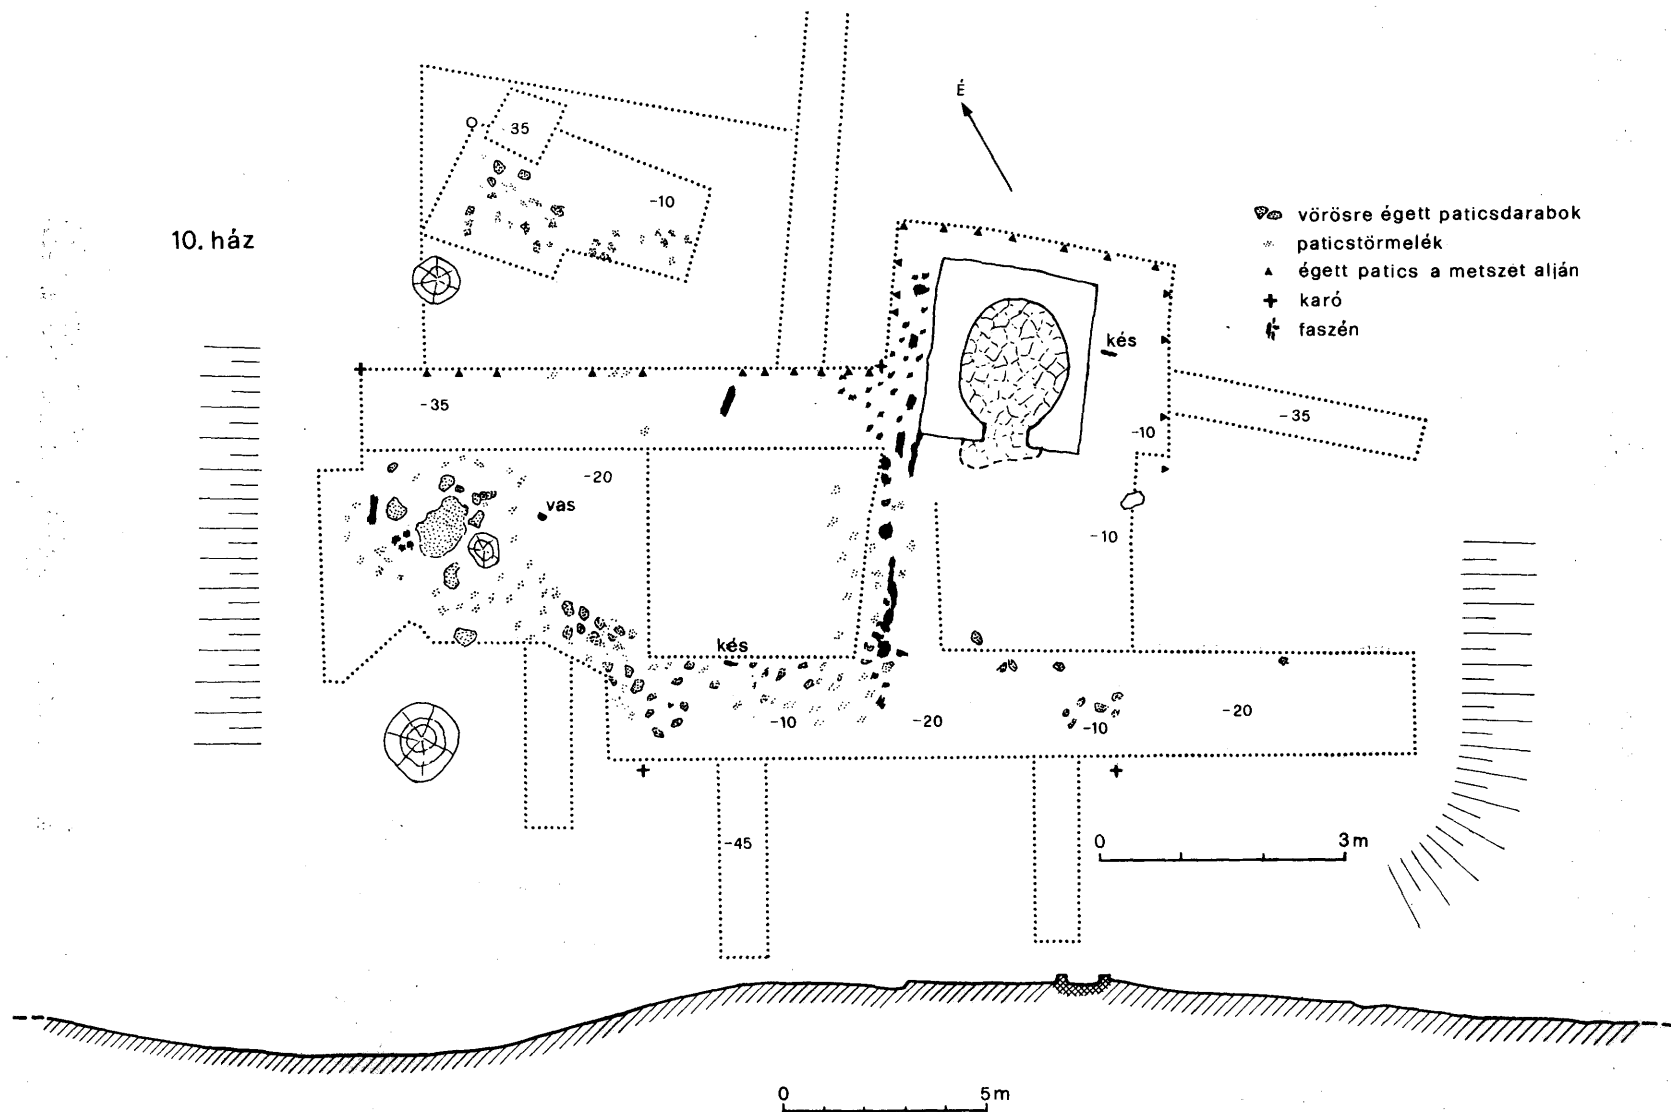 35
É
-10
10. ház
vörösre égett paticsdarabok
paticstörmelék
égett patics a metszet alján
karó
faszén
kés
-35
-35
-10
-20
vas
-10
kés
-10
-20
-10
-20
-45
0 3m
0 5m